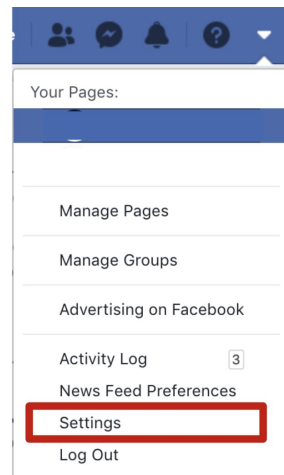 Your Pages:
Manage Pages
Manage Groups
Advertising on Facebook
Activity Log 3
News Feed Preferences
Settings
Log Out